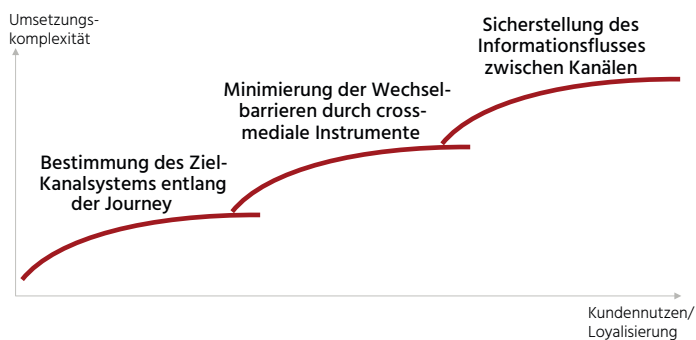 Umsetzungs-
komplexität
Sicherstellung des
Informationsflusses
zwischen Kanälen
Minimierung der Wechsel-
barrieren durch cross-
mediale Instrumente
Bestimmung des Ziel-
Kanalsystems entlang
der Journey
Kundennutzen/
Loyalisierung